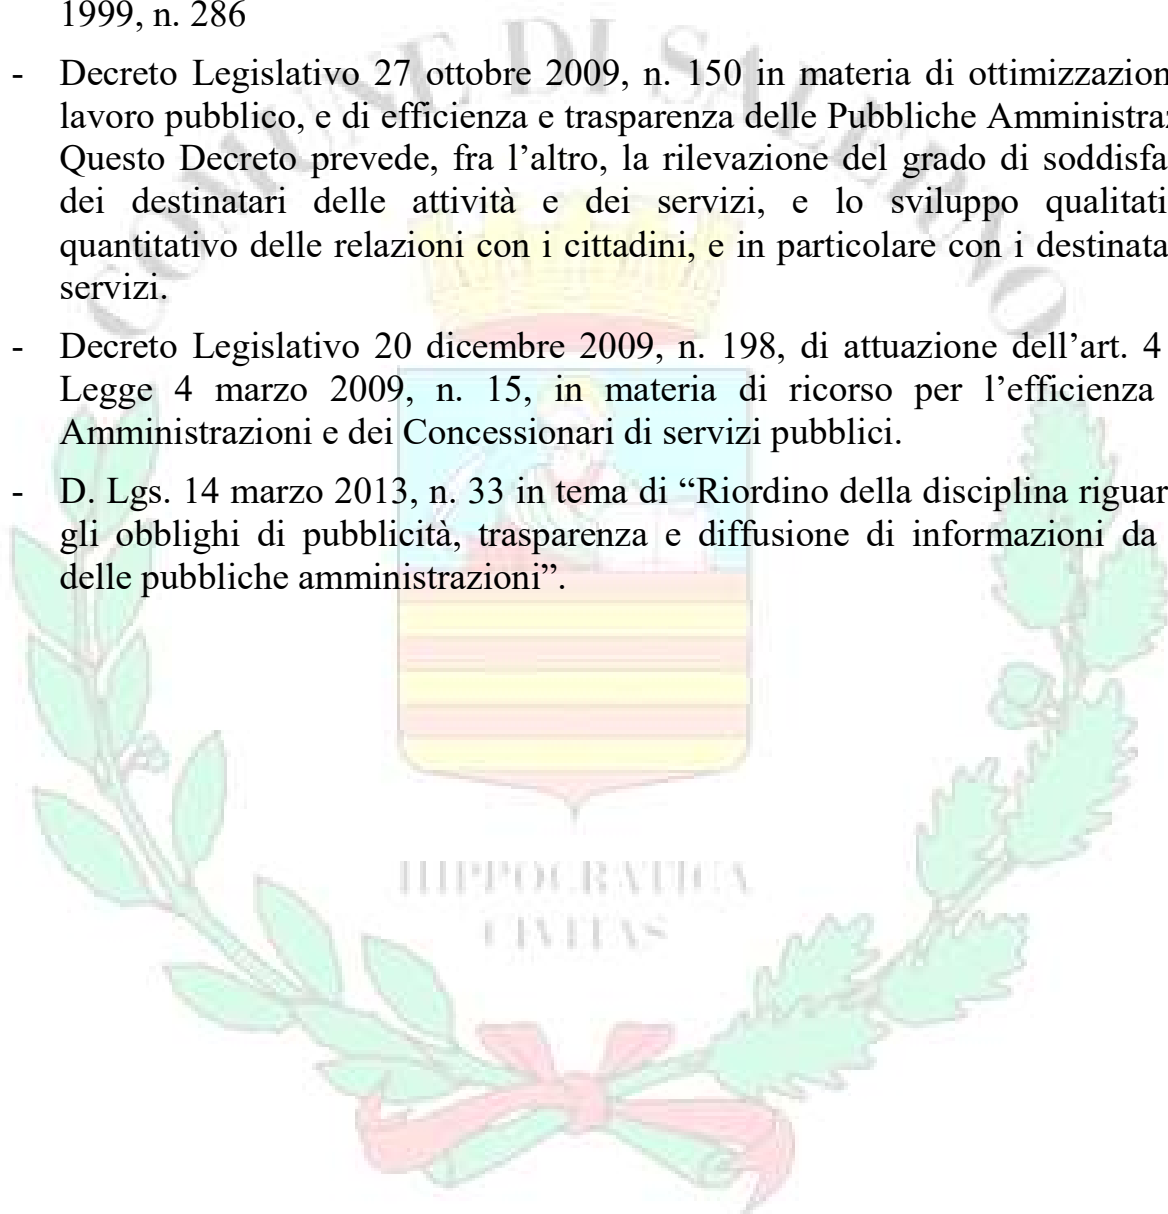 1999, n. 286
- Decreto Legislativo 27 ottobre 2009, n. 150 in materia di ottimizzazion
lavoro pubblico, e di efficienza e trasparenza delle Pubbliche Amministraz
Questo Decreto prevede, fra l’altro, la rilevazione del grado di soddisfa
dei destinatari delle attività e dei servizi, e lo sviluppo qualitati
quantitativo delle relazioni con i cittadini, e in particolare con i destinata
servizi.
- Decreto Legislativo 20 dicembre 2009, n. 198, di attuazione dell’art. 4
Legge 4 marzo 2009, n. 15, in materia di ricorso per l’efficienza
Amministrazioni e dei Concessionari di servizi pubblici.
- D. Lgs. 14 marzo 2013, n. 33 in tema di “Riordino della disciplina riguar
gli obblighi di pubblicità, trasparenza e diffusione di informazioni da
delle pubbliche amministrazioni”.
COMUNE DI SALERNO
HIPPOCRATICA
CIVITAS